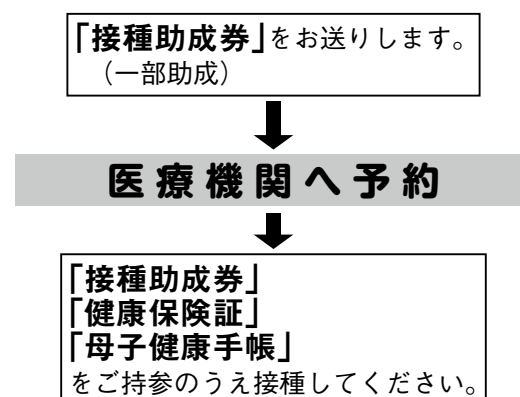 「接種助成券」をお送りします。
（一部助成）
医療機関へ予約
「接種助成券」
「健康保険証」
「母子健康手帳」
をご持参のうえ接種してください。